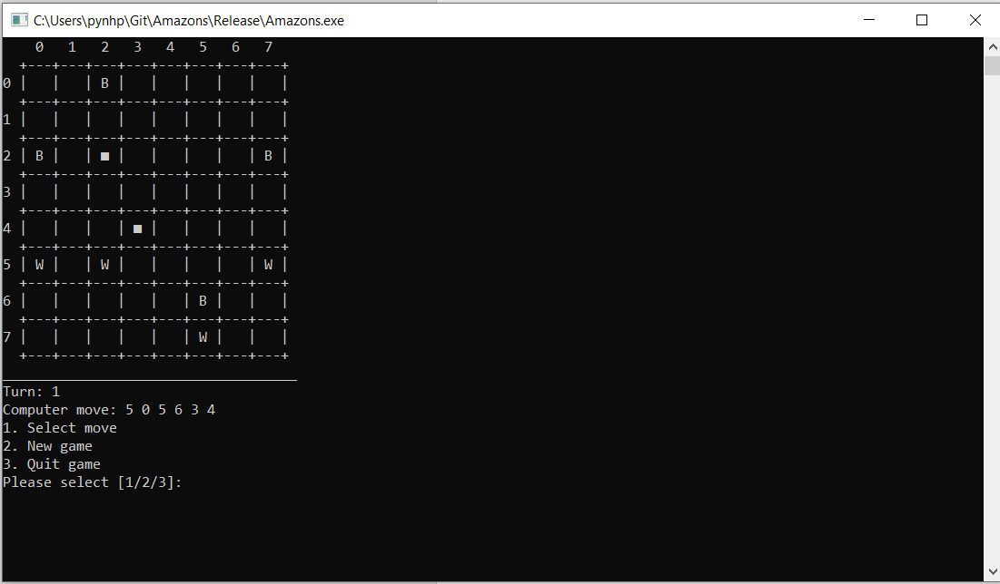 C:\Users\pynhp\Git\Amazons\Release\Amazons.exe
    0   1   2   3   4   5   6   7
  +---+---+---+---+---+---+---+---+
0 |   |   | B |   |   |   |   |   |
  +---+---+---+---+---+---+---+---+
1 |   |   |   |   |   |   |   |   |
  +---+---+---+---+---+---+---+---+
2 | B |   | ■ |   |   |   |   | B |
  +---+---+---+---+---+---+---+---+
3 |   |   |   |   |   |   |   |   |
  +---+---+---+---+---+---+---+---+
4 |   |   |   | ■ |   |   |   |   |
  +---+---+---+---+---+---+---+---+
5 | W |   | W |   |   |   |   | W |
  +---+---+---+---+---+---+---+---+
6 |   |   |   |   |   | B |   |   |
  +---+---+---+---+---+---+---+---+
7 |   |   |   |   |   | W |   |   |
  +---+---+---+---+---+---+---+---+
____________________________________
Turn: 1
Computer move: 5 0 5 6 3 4
1. Select move
2. New game
3. Quit game
Please select [1/2/3]: